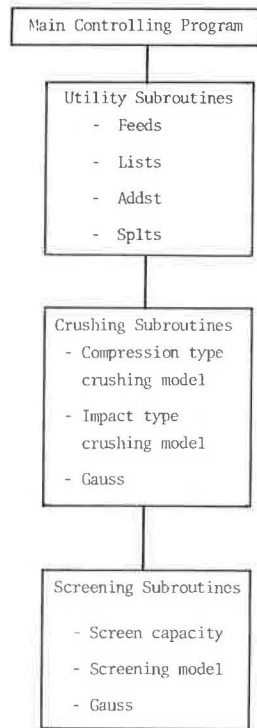 Main Controlling Program
Utility Subroutines
- Feeds
- Lists
- Addst
- Splts
Crushing Subroutines
- Compression type
crushing model
- Impact type
crushing model
- Gauss
Screening Subroutines
- Screen capacity
- Screening model
- Gauss